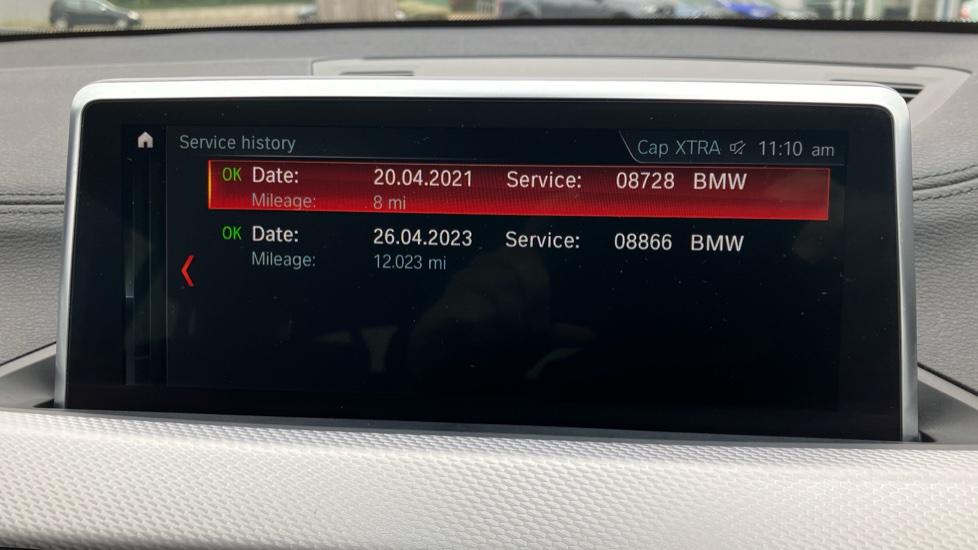 Service history
Cap XTRA 11:10 am
OK Date: 20.04.2021 Service: 08728 BMW
Mileage: 8 mi
OK Date: 26.04.2023 Service: 08866 BMW
Mileage: 12.023 mi